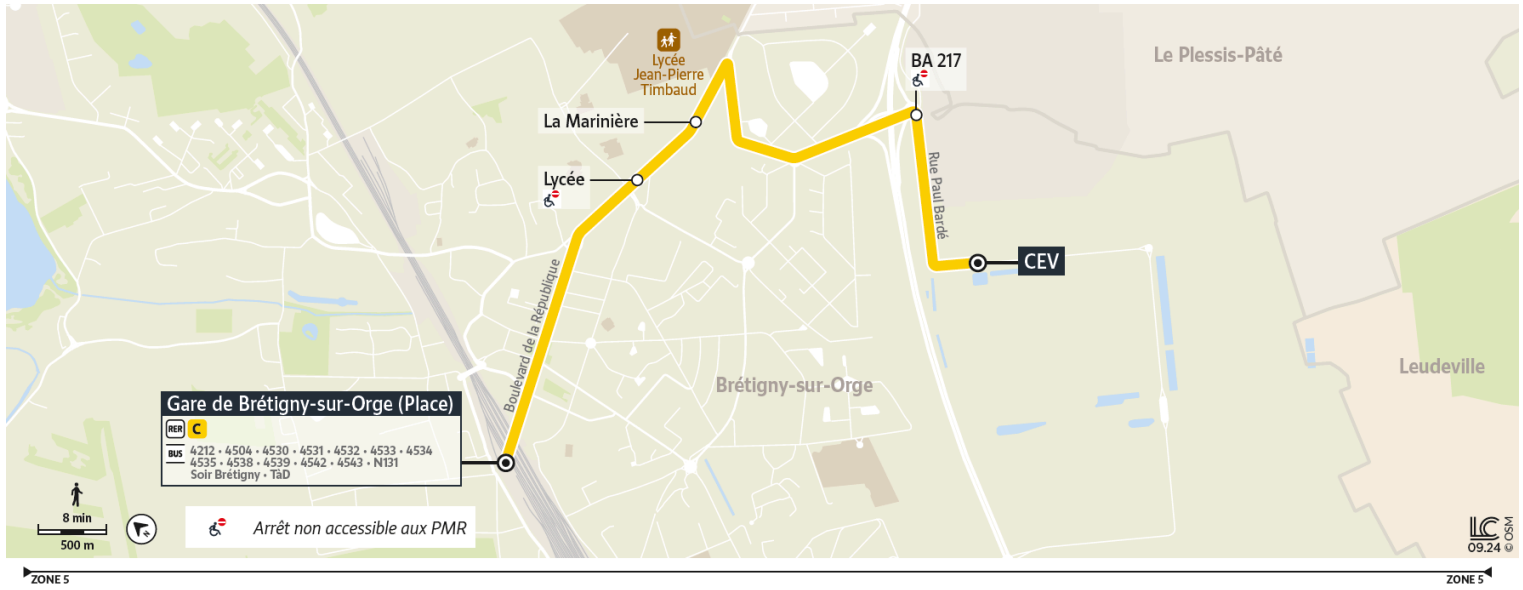 Lycée
Jean-Pierre
Timbaud
BA 217
Le Plessis-Pâté
La Marinière
Lycée
Rue Paul Bardé
CEV
Boulevard de la République
Brétigny-sur-Orge
Leudeville
Gare de Brétigny-sur-Orge (Place)
RER C
BUS 4212 • 4504 • 4530 • 4531 • 4532 • 4533 • 4534
4535 • 4538 • 4539 • 4542 • 4543 • N131
Soir Brétigny • TàD
8 min
500 m
N
Arrêt non accessible aux PMR
LC
09.24 © OSM
ZONE 5
ZONE 5